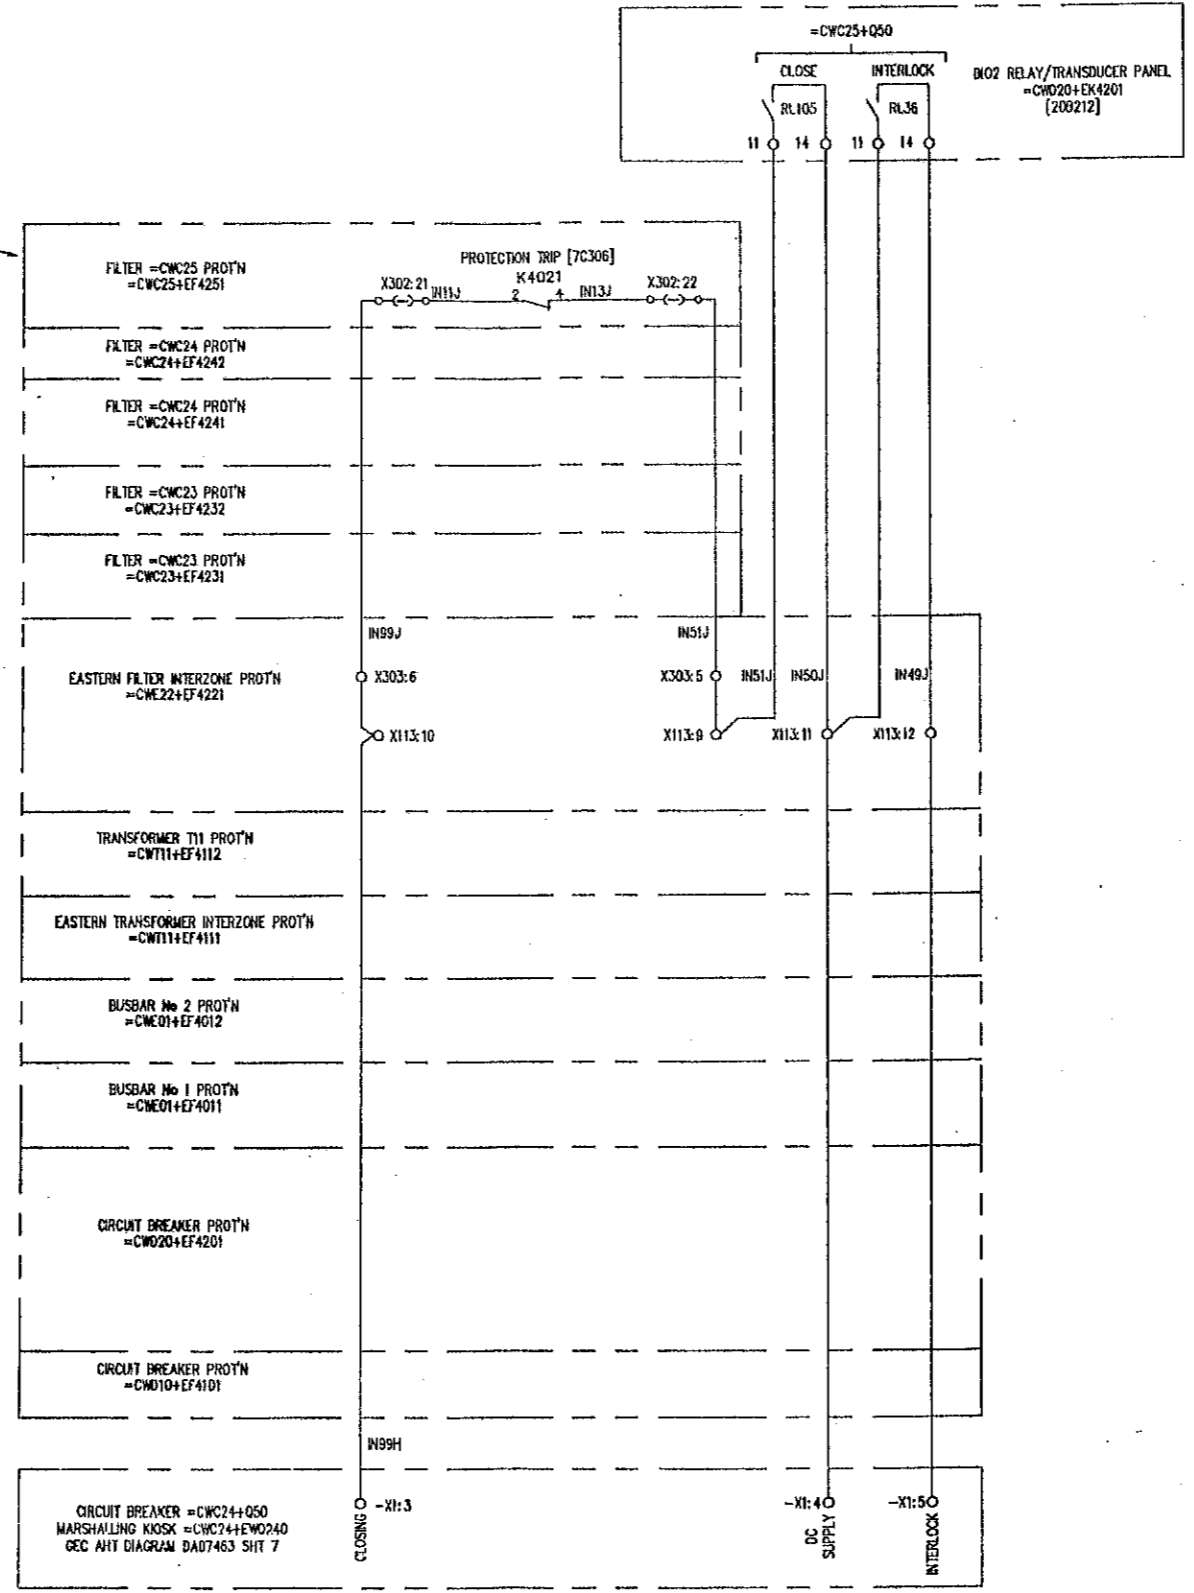 =CWC25+Q50
CLOSE INTERLOCK
BIO2 RELAY/TRANSDUCER PANEL
=CWD20+EK4201
[208212]
RL105 RL36
11 14 11 14
FILTER =CWC25 PROT'N
=CWC25+EF4251
PROTECTION TRIP [7C306]
K4021
X302:21 IN11J 2 4 IN13J X302:22
FILTER =CWC24 PROT'N
=CWC24+EF4242
FILTER =CWC24 PROT'N
=CWC24+EF4241
FILTER =CWC23 PROT'N
=CWC23+EF4232
FILTER =CWC23 PROT'N
=CWC23+EF4231
IN99J IN51J
EASTERN FILTER INTERZONE PROT'N
=CWE22+EF4221
X303:6 X303:5 IN51J IN50J IN49J
X113:10 X113:9 X113:11 X113:12
TRANSFORMER T11 PROT'N
=CWT11+EF4112
EASTERN TRANSFORMER INTERZONE PROT'N
=CWT11+EF4111
BUSBAR No 2 PROT'N
=CWE01+EF4012
BUSBAR No 1 PROT'N
=CWE01+EF4011
CIRCUIT BREAKER PROT'N
=CWD20+EF4201
CIRCUIT BREAKER PROT'N
=CWD10+EF4101
IN99H
CIRCUIT BREAKER =CWC24+Q50
MARSHALLING KIOSK =CWC24+EWO240
GEC AHT DIAGRAM DAD7463 SHT 7
-X1:3 -X1:4 -X1:5
CLOSING
DC
SUPPLY
INTERLOCK